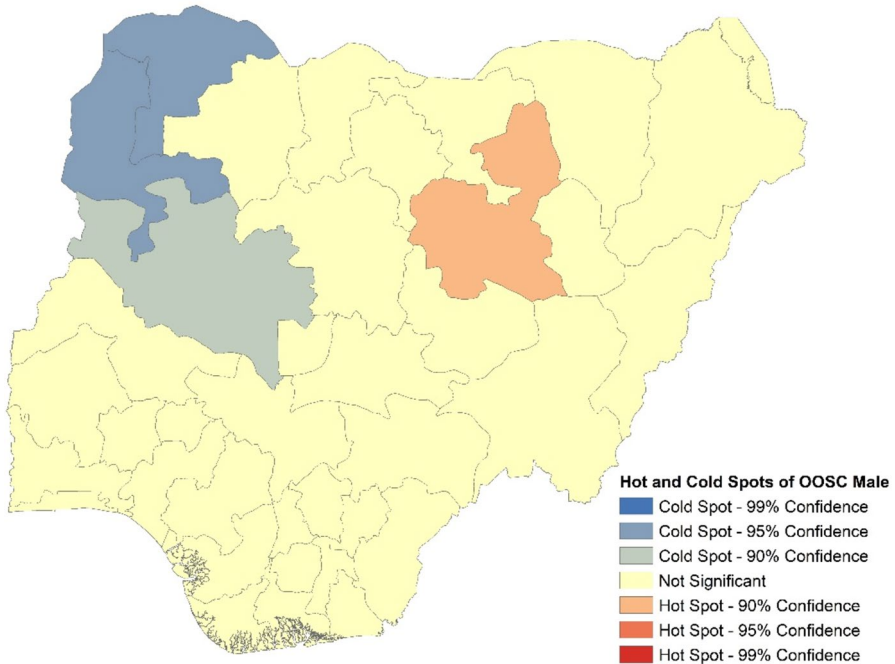 Hot and Cold Spots of OOSC Male
Cold Spot - 99% Confidence
Cold Spot - 95% Confidence
Cold Spot - 90% Confidence
Not Significant
Hot Spot - 90% Confidence
Hot Spot - 95% Confidence
Hot Spot - 99% Confidence